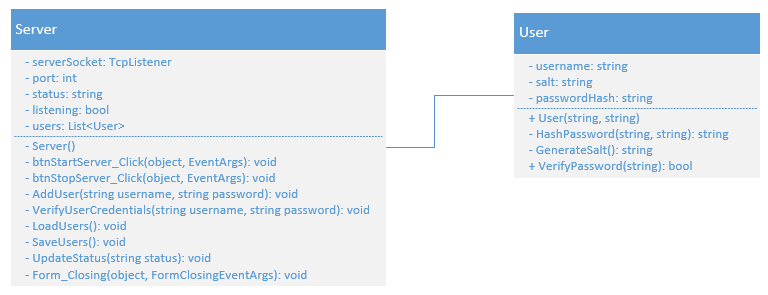 Server
- serverSocket: TcpListener
- port: int
- status: string
- listening: bool
- users: List<User>
- Server()
- btnStartServer_Click(object, EventArgs): void
- btnStopServer_Click(object, EventArgs): void
- AddUser(string username, string password): void
- VerifyUserCredentials(string username, string password): void
- LoadUsers(): void
- SaveUsers(): void
- UpdateStatus(string status): void
- Form_Closing(object, FormClosingEventArgs): void
User
- username: string
- salt: string
- passwordHash: string
+ User(string, string)
- HashPassword(string, string): string
- GenerateSalt(): string
+ VerifyPassword(string): bool